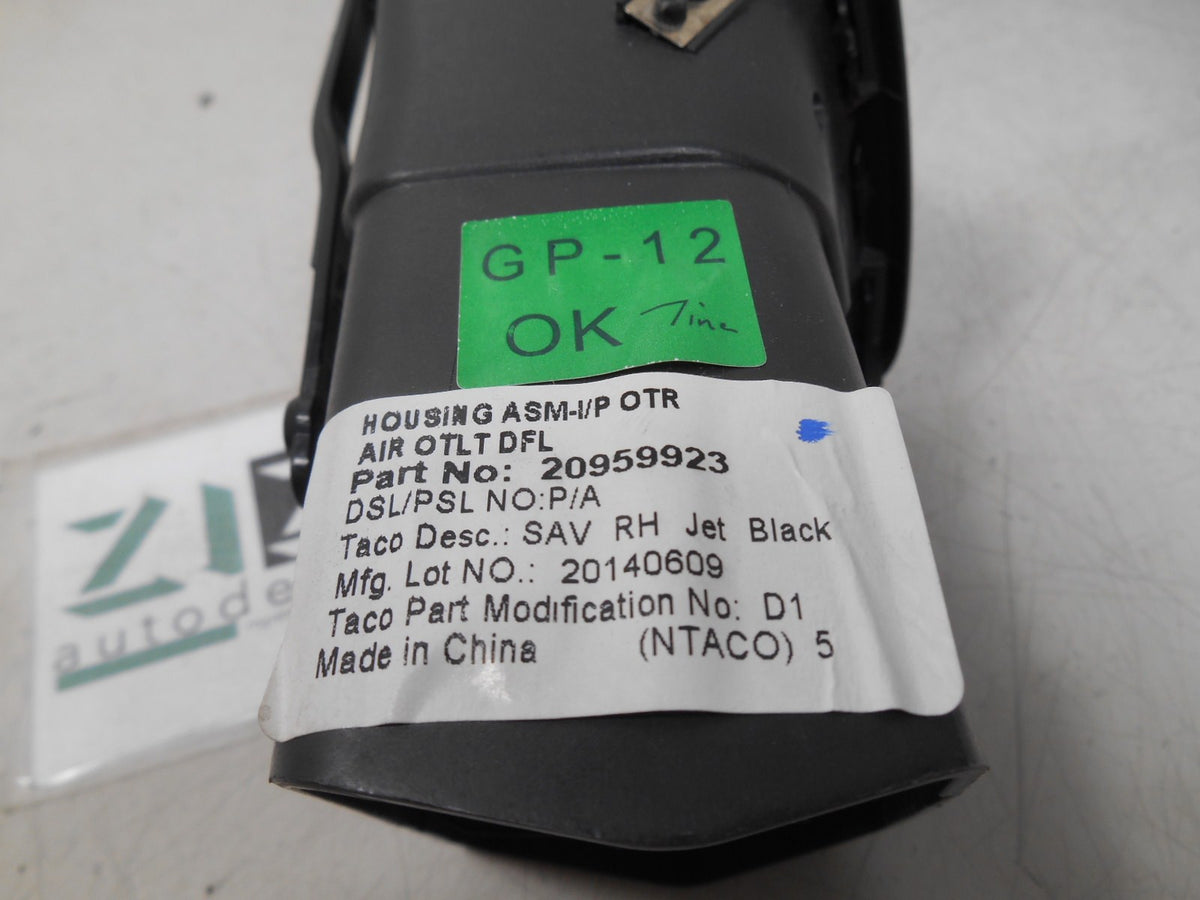 GP-12
OK
HOUSING ASM-I/P OTR
AIR OTLT DFL
Part No: 20959923
DSL/PSL NO:P/A
Taco Desc.: SAV RH Jet Black
Mfg. Lot NO.: 20140609
Taco Part Modification No: D1
Made in China (NTACO) 5